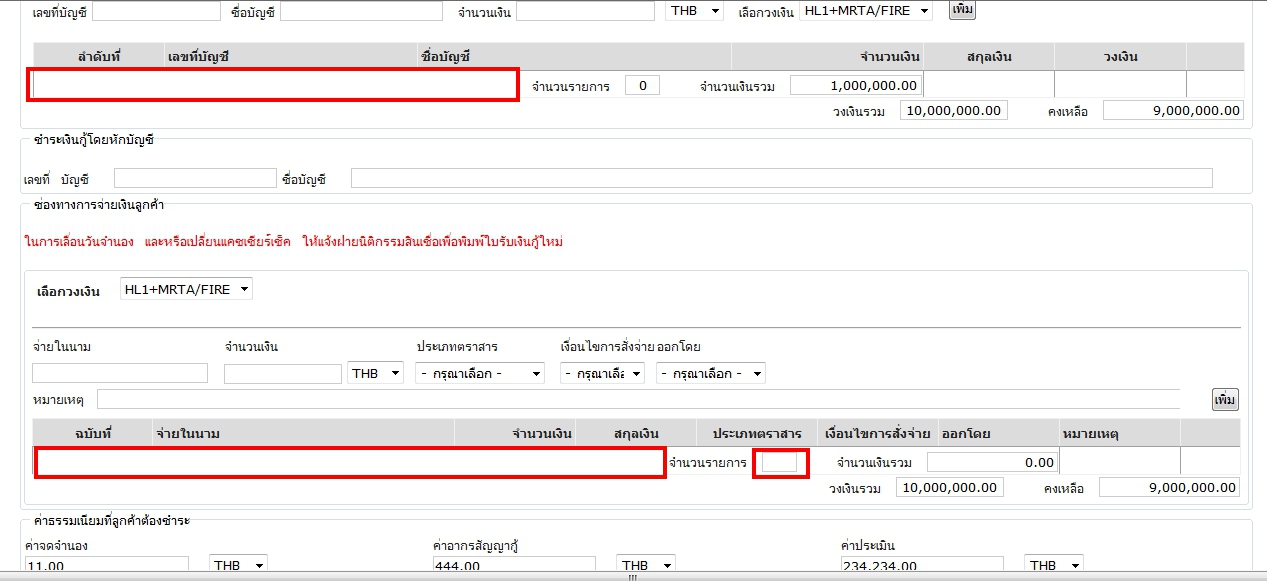 เลขที่บัญชี ชื่อบัญชี จำนวนเงิน THB เลือกวงเงิน HL1+MRTA/FIRE เพิ่ม
ลำดับที่ เลขที่บัญชี ชื่อบัญชี จำนวนเงิน สกุลเงิน วงเงิน
จำนวนรายการ 0 จำนวนเงินรวม 1,000,000.00
วงเงินรวม 10,000,000.00 คงเหลือ 9,000,000.00
ชำระเงินกู้โดยหักบัญชี
เลขที่ บัญชี ชื่อบัญชี
ช่องทางการจ่ายเงินลูกค้า
ในการเลื่อนวันจำนอง และหรือเปลี่ยนแคชเชียร์เช็ค ให้แจ้งฝ่ายนิติกรรมสินเชื่อเพื่อพิมพ์ใบรับเงินกู้ใหม่
เลือกวงเงิน HL1+MRTA/FIRE
จ่ายในนาม จำนวนเงิน ประเภทตราสาร เงื่อนไขการสั่งจ่าย ออกโดย
THB - กรุณาเลือก - - กรุณาเลื - กรุณาเลือก -
หมายเหตุ เพิ่ม
ฉบับที่ จ่ายในนาม จำนวนเงิน สกุลเงิน ประเภทตราสาร เงื่อนไขการสั่งจ่าย ออกโดย หมายเหตุ
จำนวนรายการ จำนวนเงินรวม 0.00
วงเงินรวม 10,000,000.00 คงเหลือ 9,000,000.00
ค่าธรรมเนียมที่ลูกค้าต้องชำระ
ค่าจดจำนอง ค่าอากรสัญญากู้ ค่าประเมิน
11.00 THB 444.00 THB 234,234.00 THB